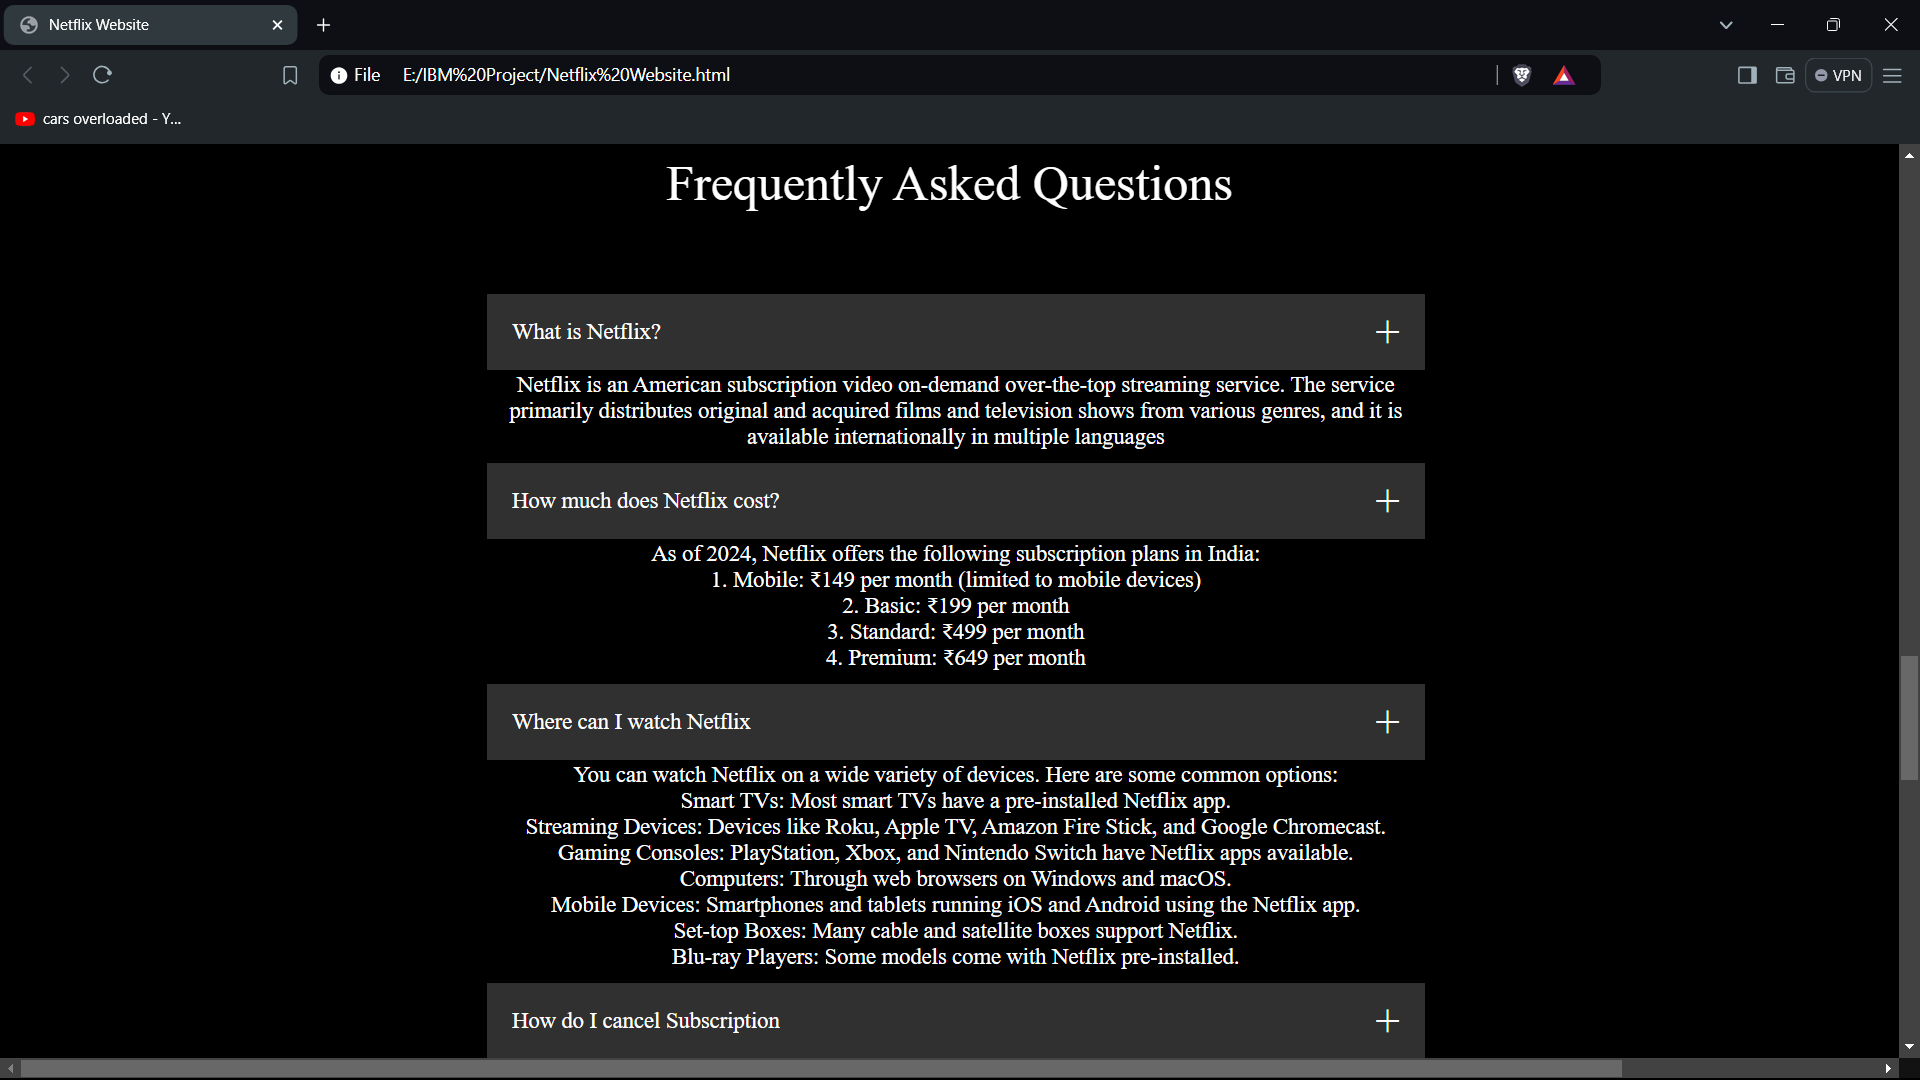 Netflix Website
File E:/IBM%20Project/Netflix%20Website.html
VPN
cars overloaded - Y...
Frequently Asked Questions
What is Netflix?
Netflix is an American subscription video on-demand over-the-top streaming service. The service
primarily distributes original and acquired films and television shows from various genres, and it is
available internationally in multiple languages
How much does Netflix cost?
As of 2024, Netflix offers the following subscription plans in India:
1. Mobile: ₹149 per month (limited to mobile devices)
2. Basic: ₹199 per month
3. Standard: ₹499 per month
4. Premium: ₹649 per month
Where can I watch Netflix
You can watch Netflix on a wide variety of devices. Here are some common options:
Smart TVs: Most smart TVs have a pre-installed Netflix app.
Streaming Devices: Devices like Roku, Apple TV, Amazon Fire Stick, and Google Chromecast.
Gaming Consoles: PlayStation, Xbox, and Nintendo Switch have Netflix apps available.
Computers: Through web browsers on Windows and macOS.
Mobile Devices: Smartphones and tablets running iOS and Android using the Netflix app.
Set-top Boxes: Many cable and satellite boxes support Netflix.
Blu-ray Players: Some models come with Netflix pre-installed.
How do I cancel Subscription